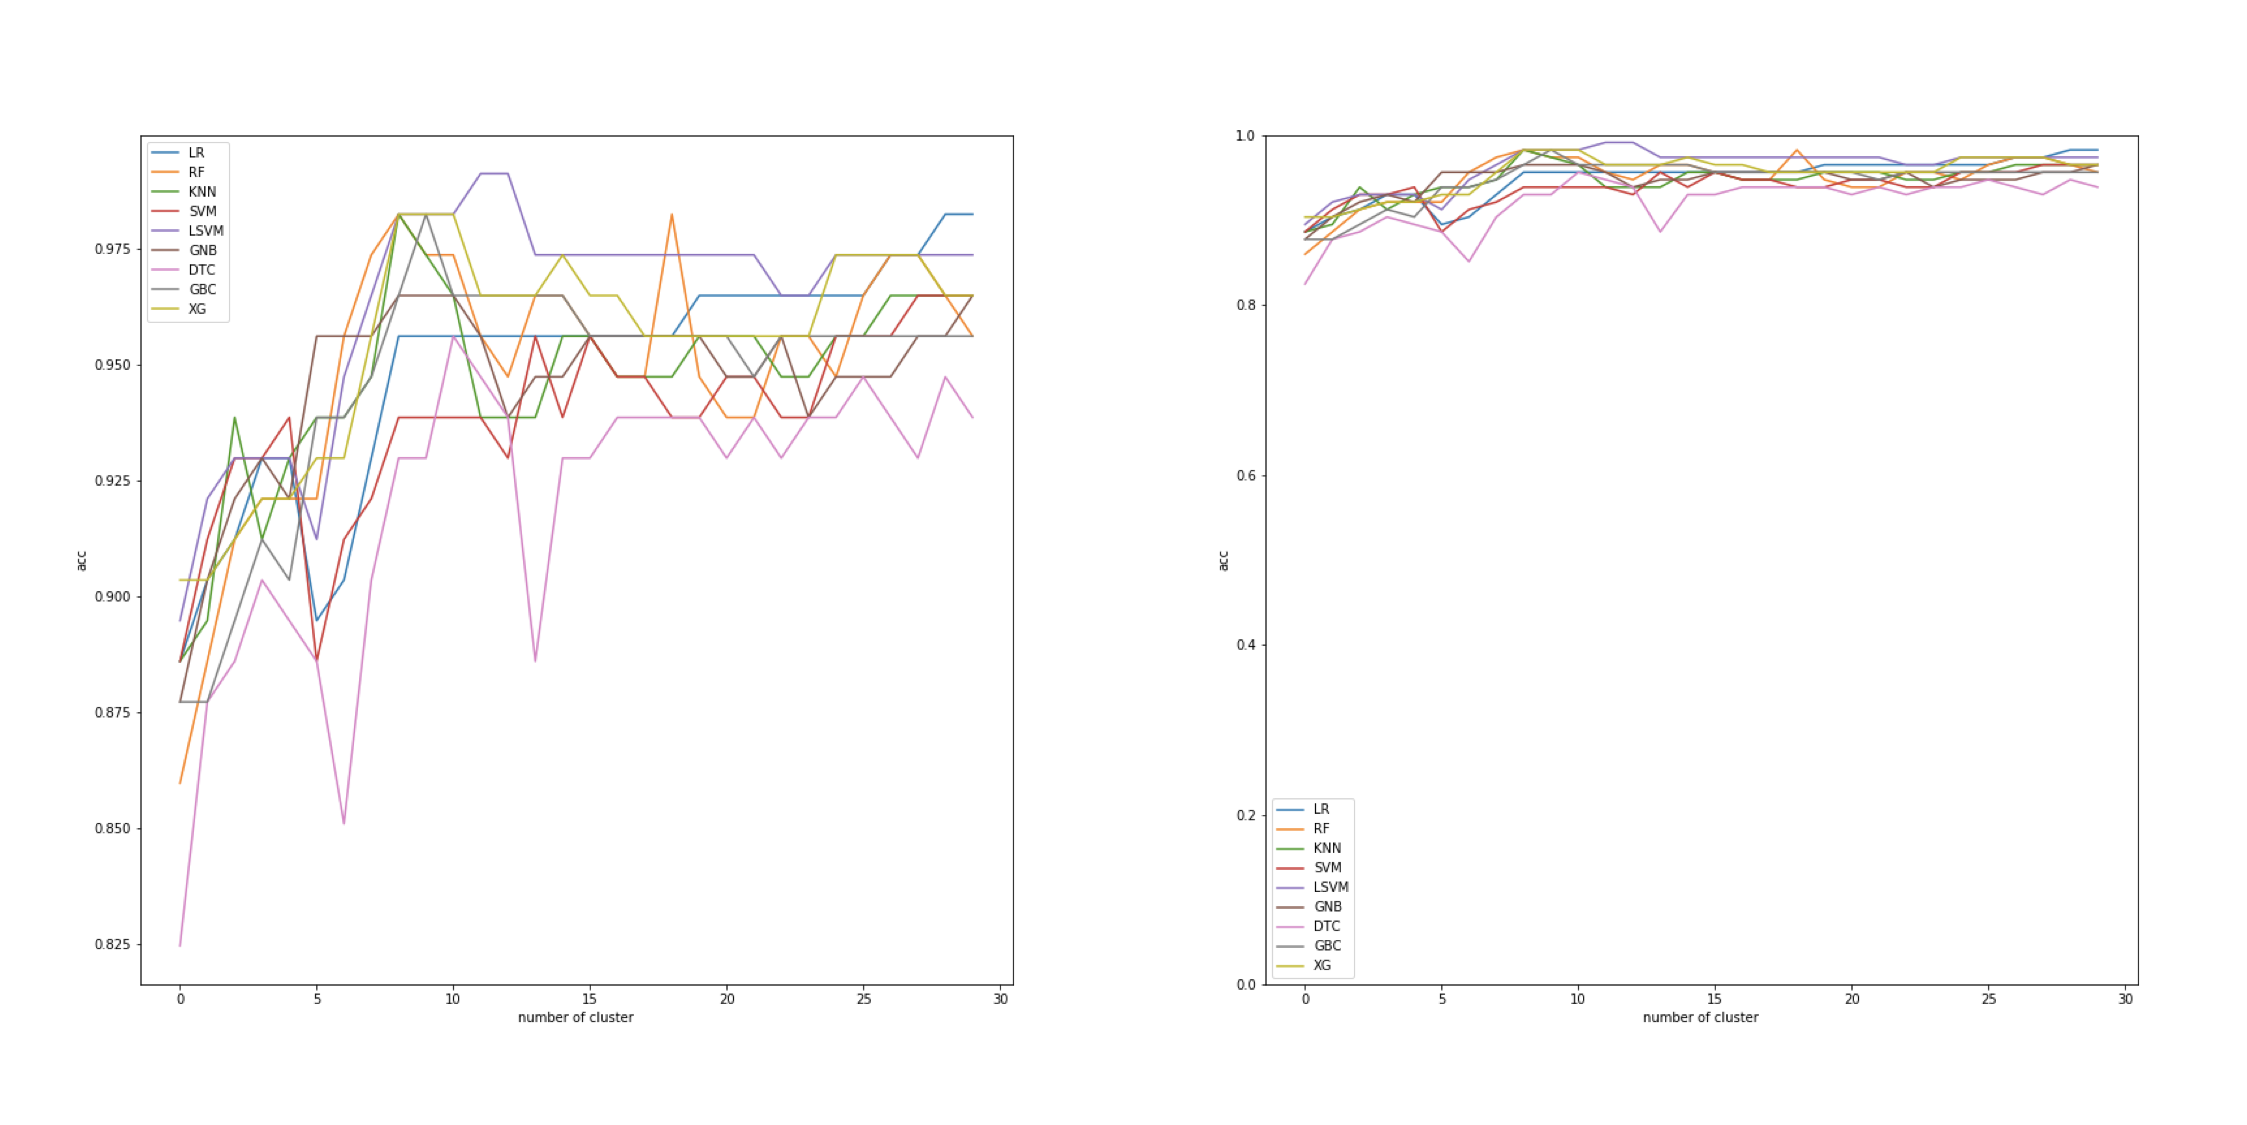 LR
RF
KNN
SVM
LSVM
GNB
DTC
GBC
XG
0.975
0.950
0.925
0.900
0.875
0.850
0.825
acc
0 5 10 15 20 25 30
number of cluster
1.0
0.8
0.6
0.4
0.2
0.0
acc
LR
RF
KNN
SVM
LSVM
GNB
DTC
GBC
XG
0 5 10 15 20 25 30
number of cluster